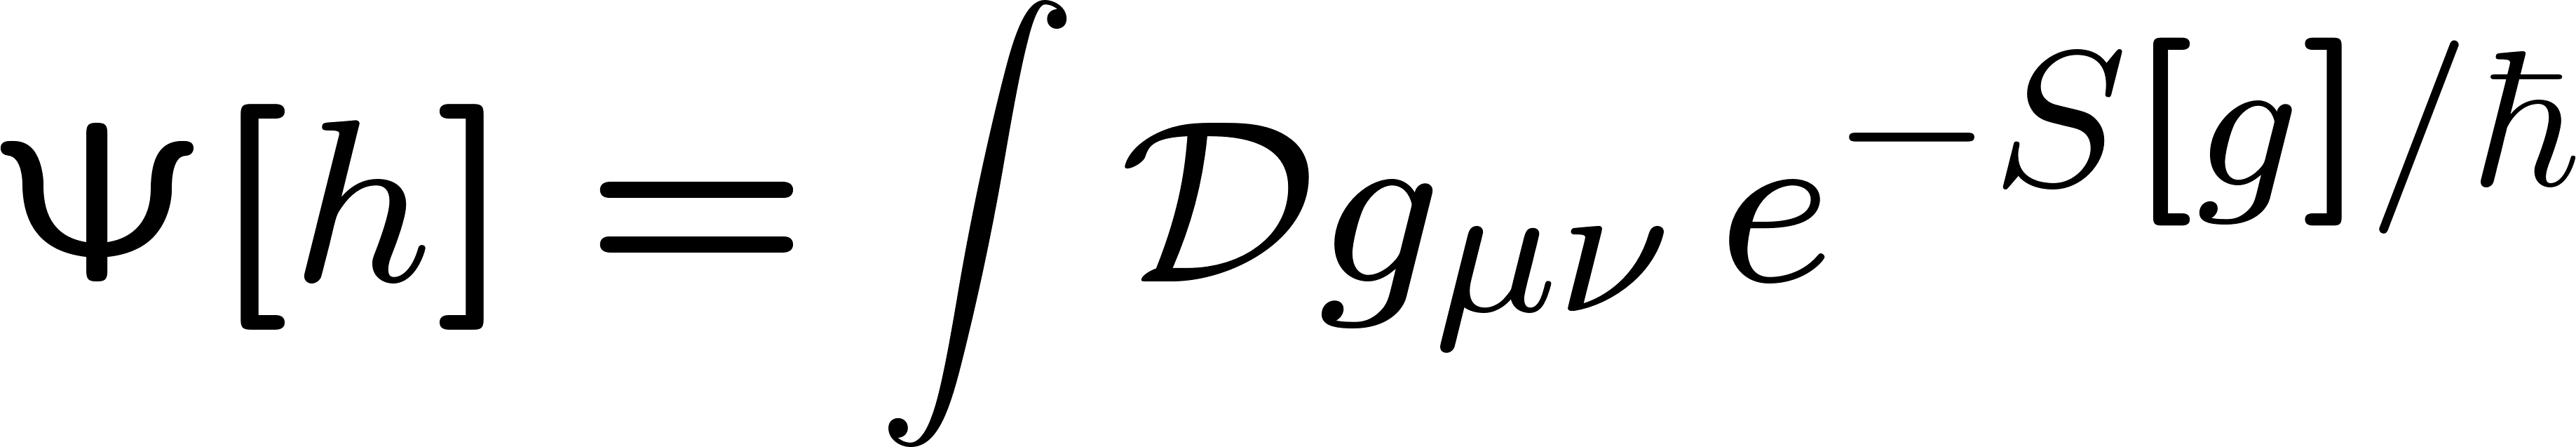 Ψ[h] = ∫ 𝒟g_{μν} e^{−S[g]/ℏ}